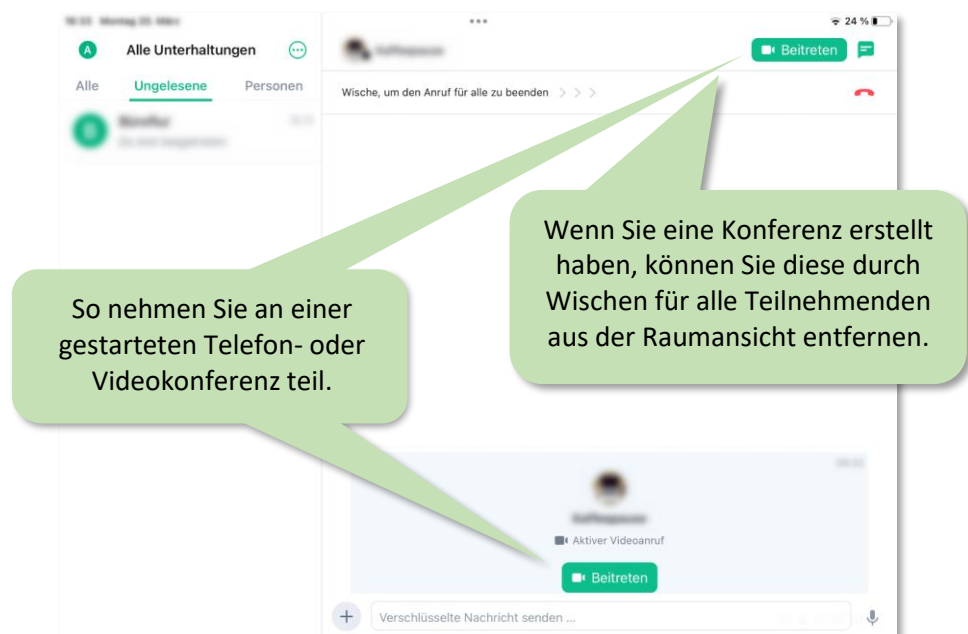 24 %
A
Alle Unterhaltungen
Beitreten
Alle
Ungelesene
Personen
Wische, um den Anruf für alle zu beenden > > >
Wenn Sie eine Konferenz erstellt
haben, können Sie diese durch
Wischen für alle Teilnehmenden
aus der Raumansicht entfernen.
So nehmen Sie an einer
gestarteten Telefon- oder
Videokonferenz teil.
Aktiver Videoanruf
Beitreten
Verschlüsselte Nachricht senden ...